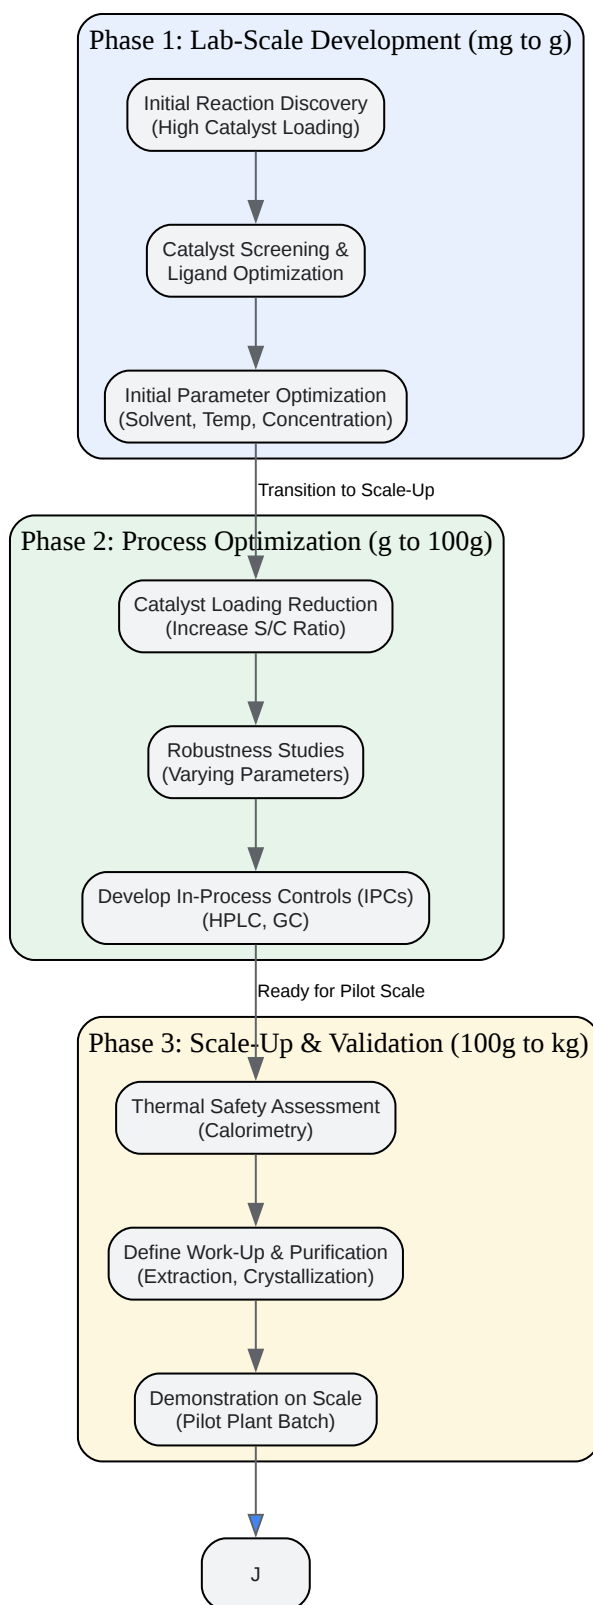 Phase 1: Lab-Scale Development (mg to g)
Initial Reaction Discovery
(High Catalyst Loading)
Catalyst Screening &
Ligand Optimization
Initial Parameter Optimization
(Solvent, Temp, Concentration)
Transition to Scale-Up
Phase 2: Process Optimization (g to 100g)
Catalyst Loading Reduction
(Increase S/C Ratio)
Robustness Studies
(Varying Parameters)
Develop In-Process Controls (IPCs)
(HPLC, GC)
Ready for Pilot Scale
Phase 3: Scale-Up & Validation (100g to kg)
Thermal Safety Assessment
(Calorimetry)
Define Work-Up & Purification
(Extraction, Crystallization)
Demonstration on Scale
(Pilot Plant Batch)
J